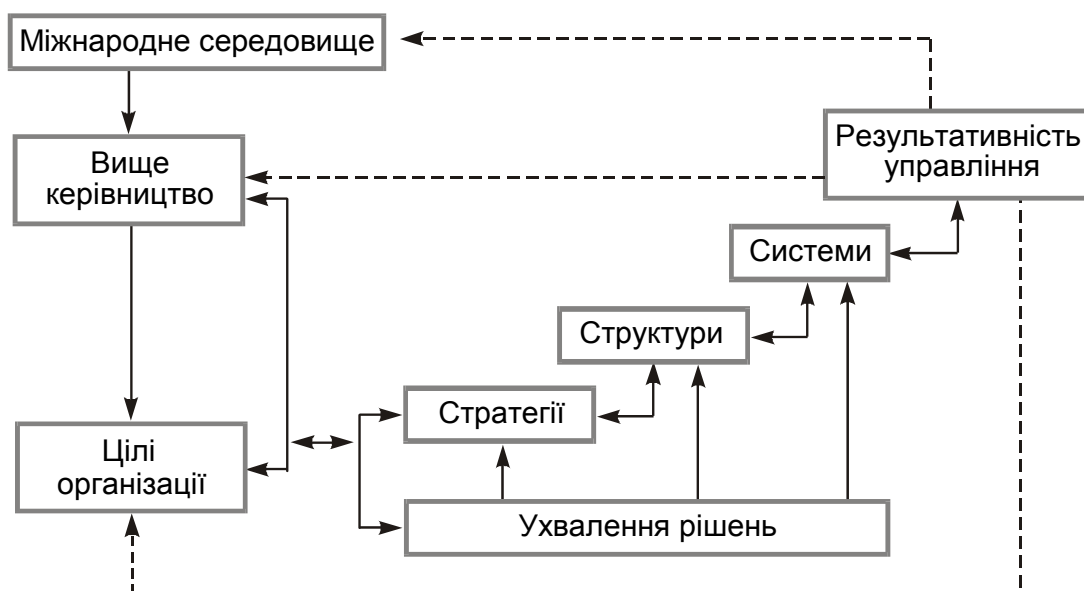 Міжнародне середовище
Вище
керівництво
Результативність
управління
Системи
Структури
Стратегії
Цілі
організації
Ухвалення рішень